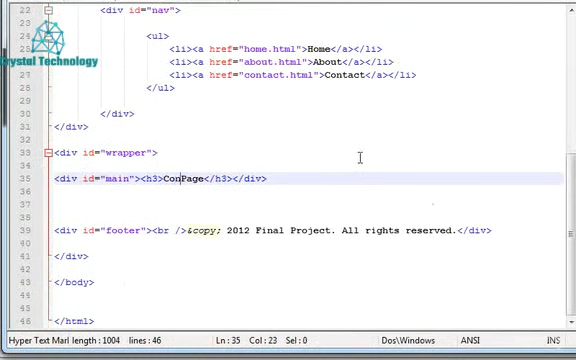 22 <div id="nav">
23
24 <ul>
25 <li><a href="home.html">Home</a></li>
26 <li><a href="about.html">About</a></li>
27 <li><a href="contact.html">Contact</a></li>
28 </ul>
29
30 </div>
31 </div>
32
33 <div id="wrapper">
34
35 <div id="main"><h3>ConPage</h3></div>
36
37
38
39 <div id="footer"><br />&copy; 2012 Final Project. All rights reserved.</div>
40
41 </div>
42
43 </body>
44
45
46 </html>
Crystal Technology
Hyper Text Marl length : 1004 lines : 46 Ln : 35 Col : 23 Sel : 0 Dos\Windows ANSI INS